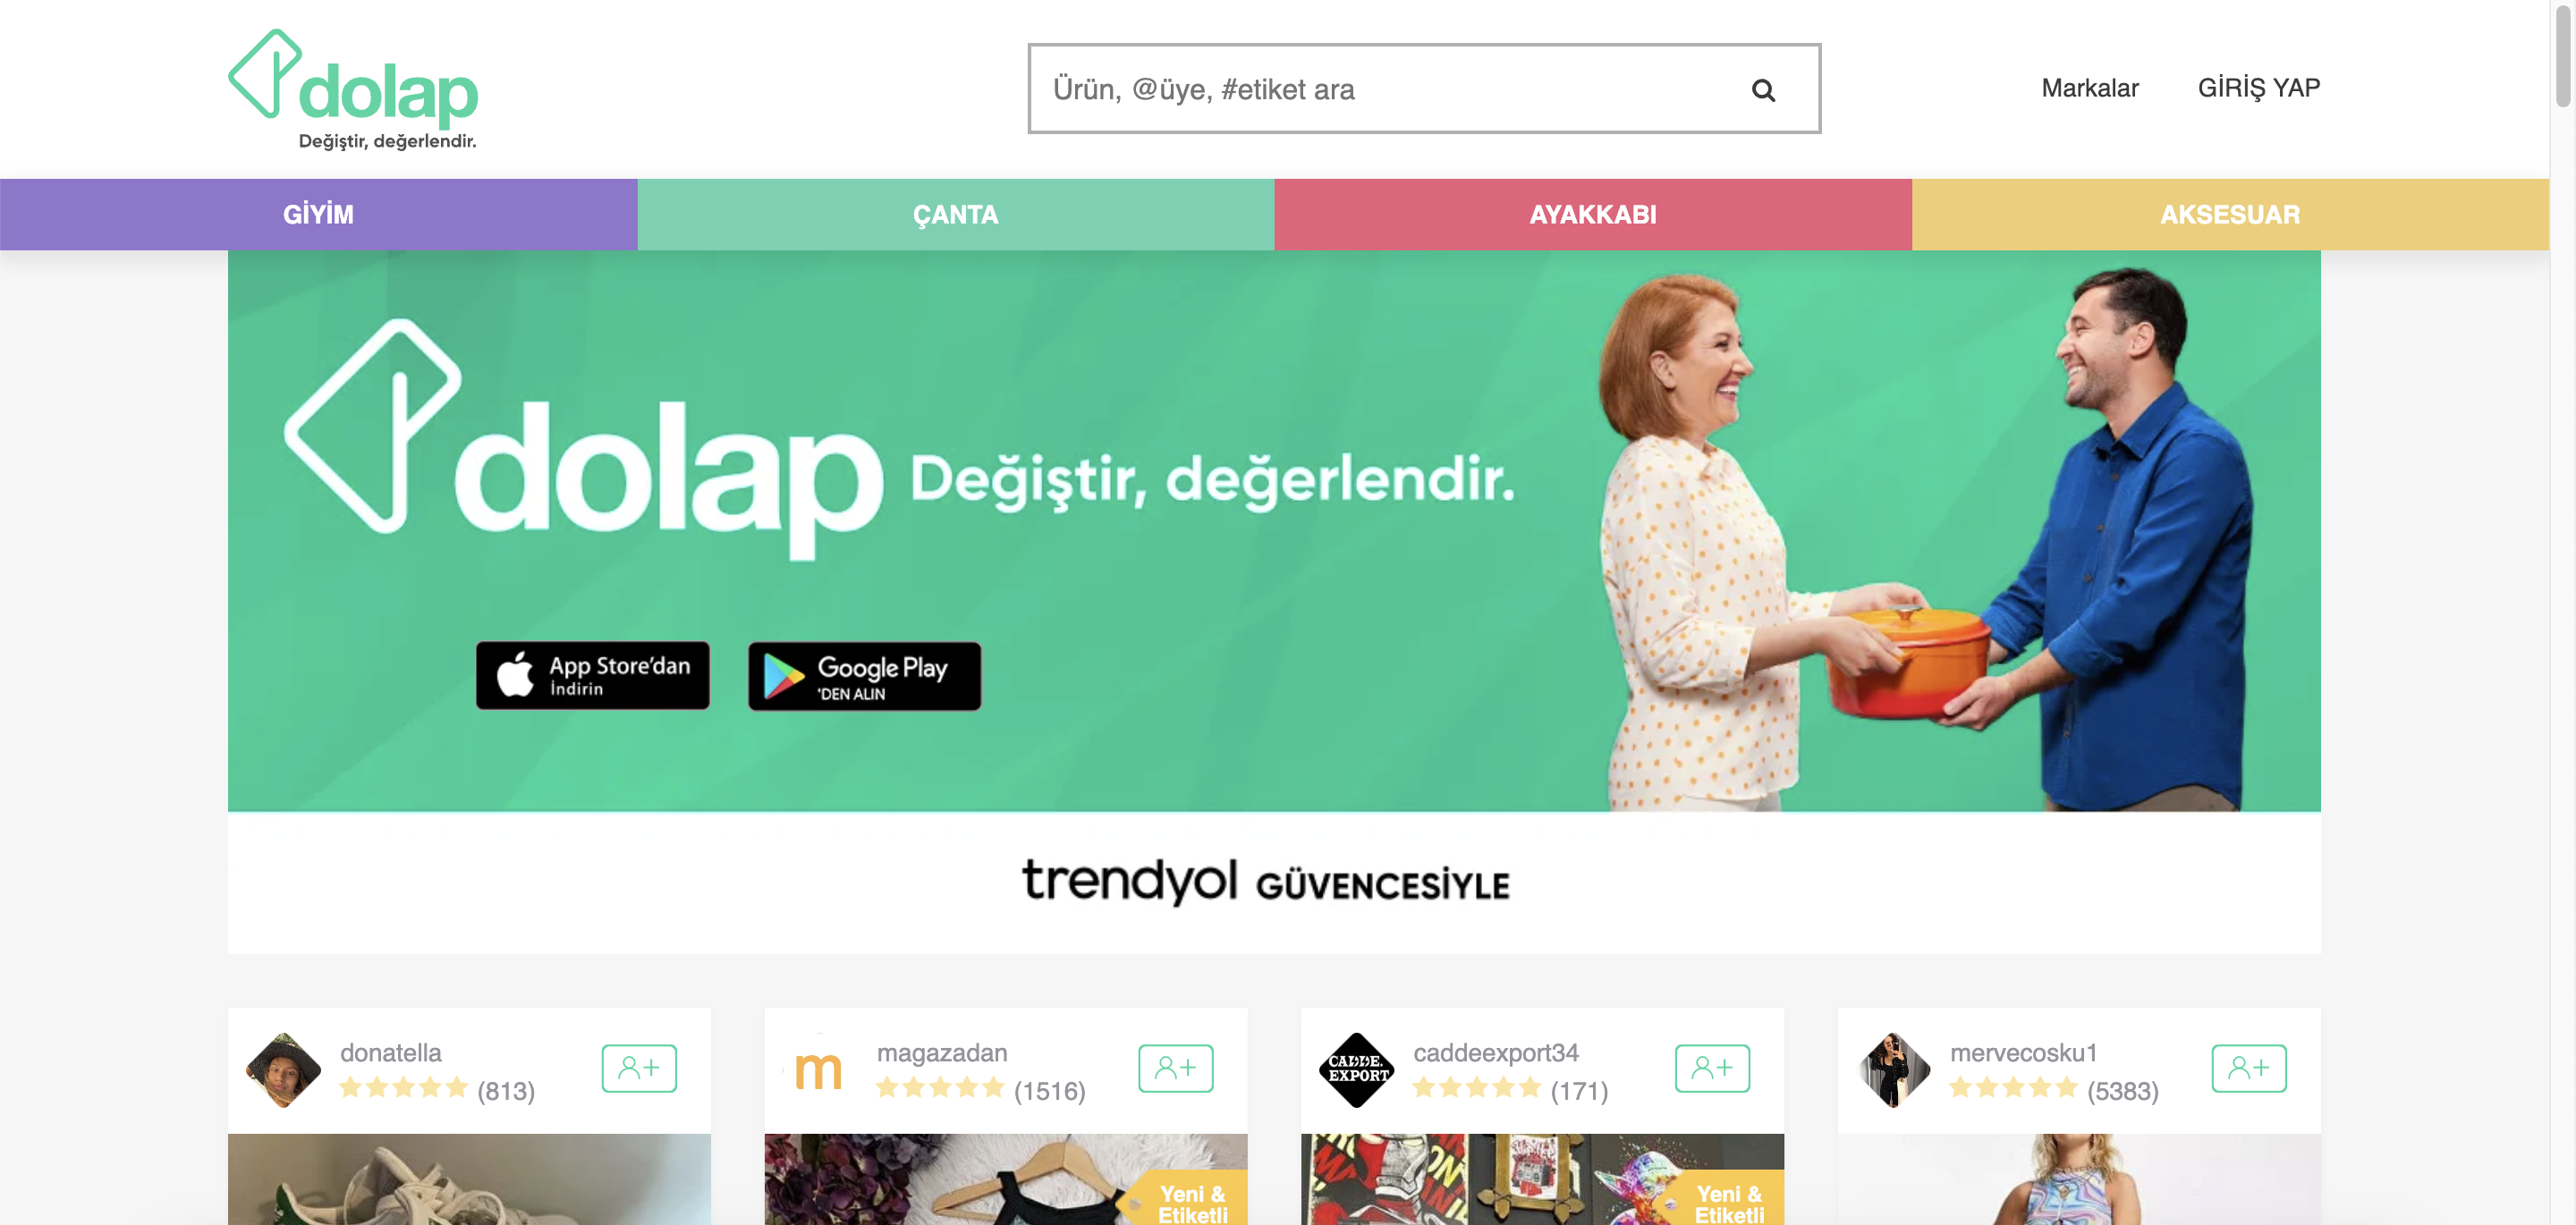 dolap
Değiştir, değerlendir.
Ürün, @üye, #etiket ara
Markalar
GİRİŞ YAP
GİYİM
ÇANTA
AYAKKABI
AKSESUAR
dolap Değiştir, değerlendir.
App Store'dan
İndirin
Google Play
'DEN ALIN
trendyol GÜVENCESİYLE
donatella
(813)
m
magazadan
(1516)
CADDE.
EXPORT
caddeexport34
(171)
mervecosku1
(5383)
Yeni &
Etiketli
Yeni &
Etiketli